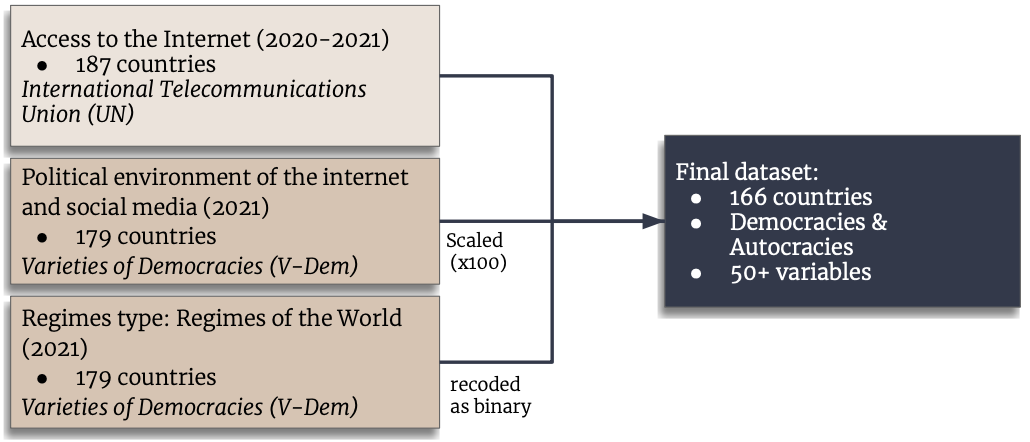 Access to the Internet (2020-2021)
● 187 countries
International Telecommunications
Union (UN)
Political environment of the internet
and social media (2021)
● 179 countries
Varieties of Democracies (V-Dem)
Regimes type: Regimes of the World
(2021)
● 179 countries
Varieties of Democracies (V-Dem)
Scaled
(x100)
recoded
as binary
Final dataset:
● 166 countries
● Democracies &
Autocracies
● 50+ variables